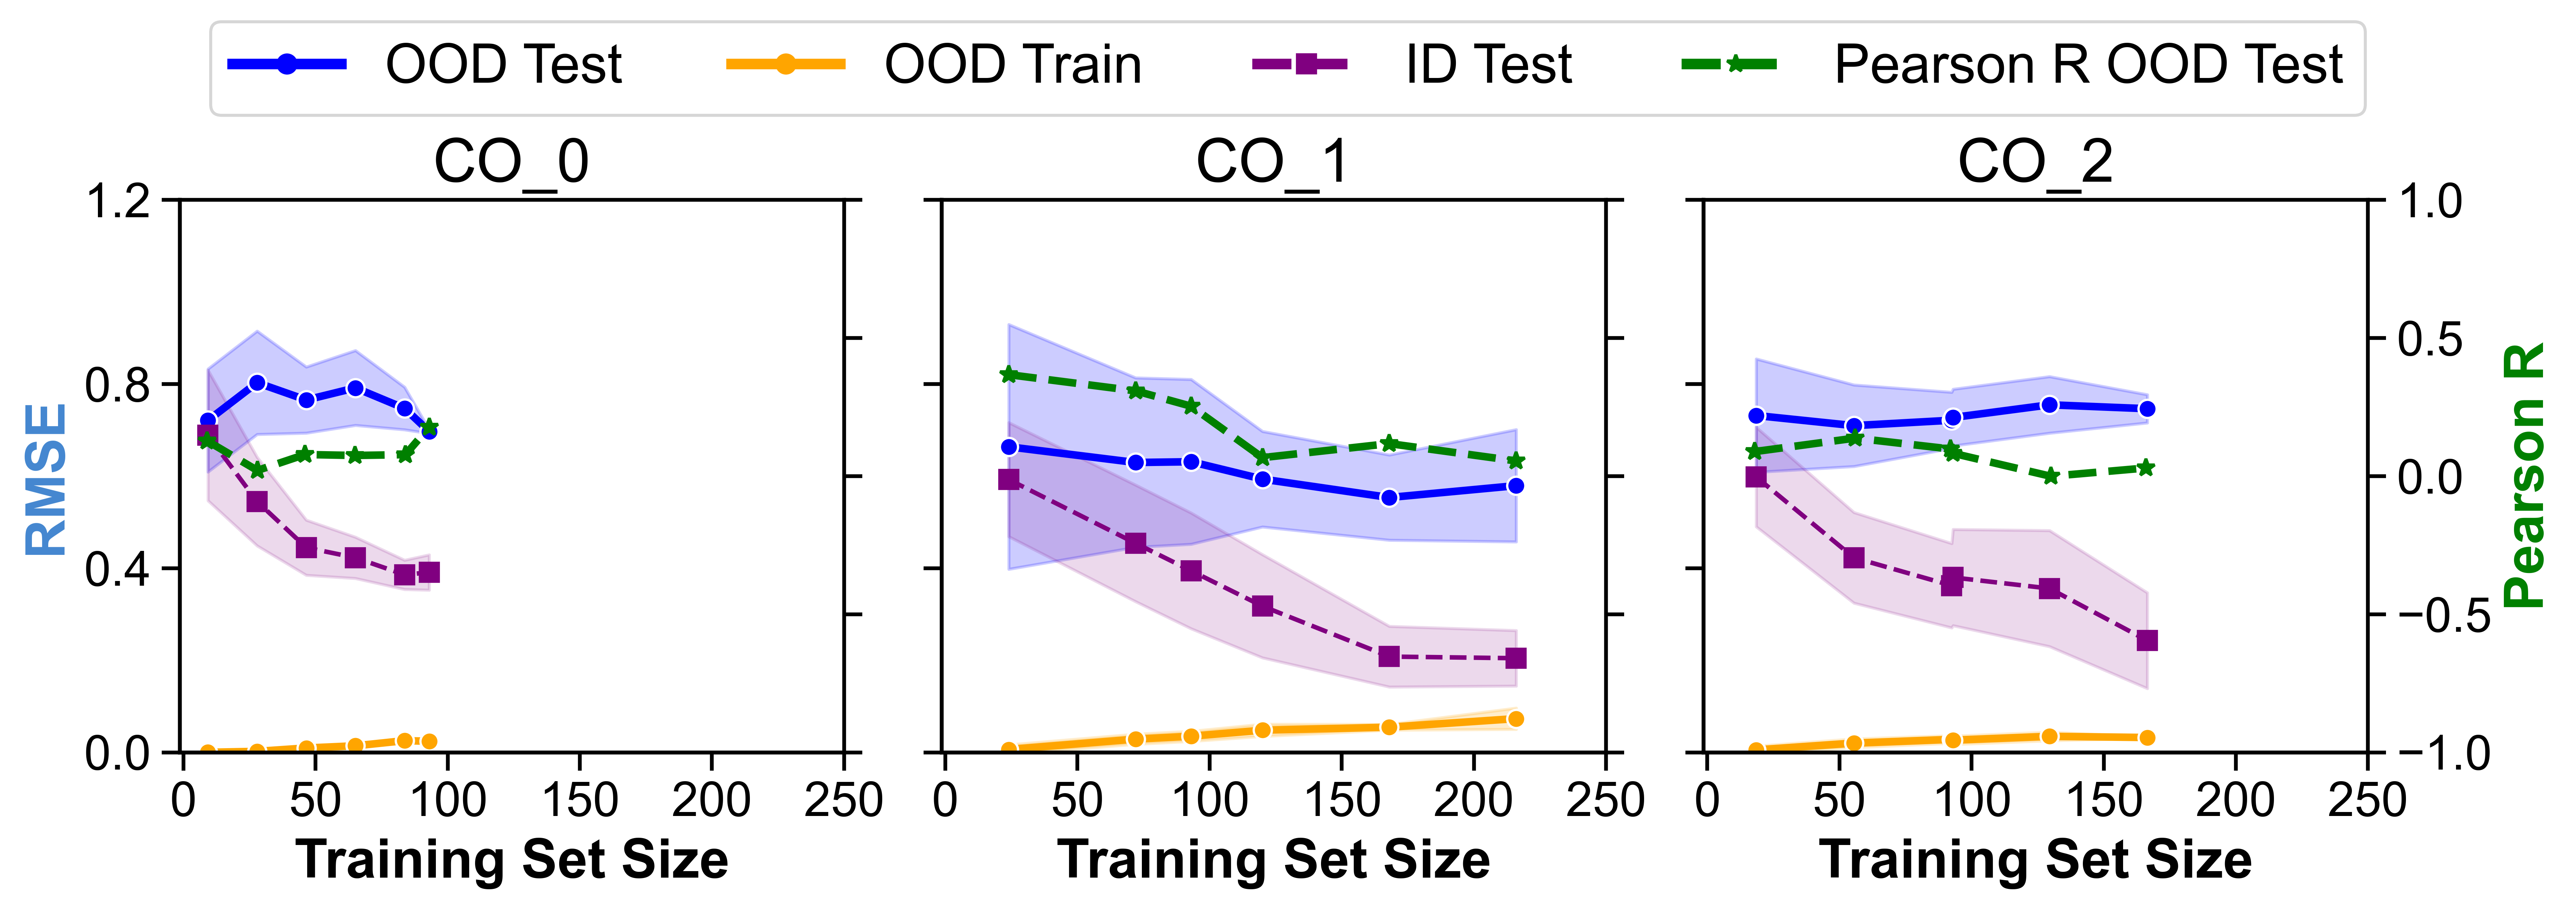 OOD Test OOD Train ID Test Pearson R OOD Test
CO_0 CO_1 CO_2
1.2 1.0
0.8 0.5
0.0
0.4 −0.5
0.0 −1.0
RMSE
Pearson R
0 50 100 150 200 250 0 50 100 150 200 250 0 50 100 150 200 250
Training Set Size Training Set Size Training Set Size